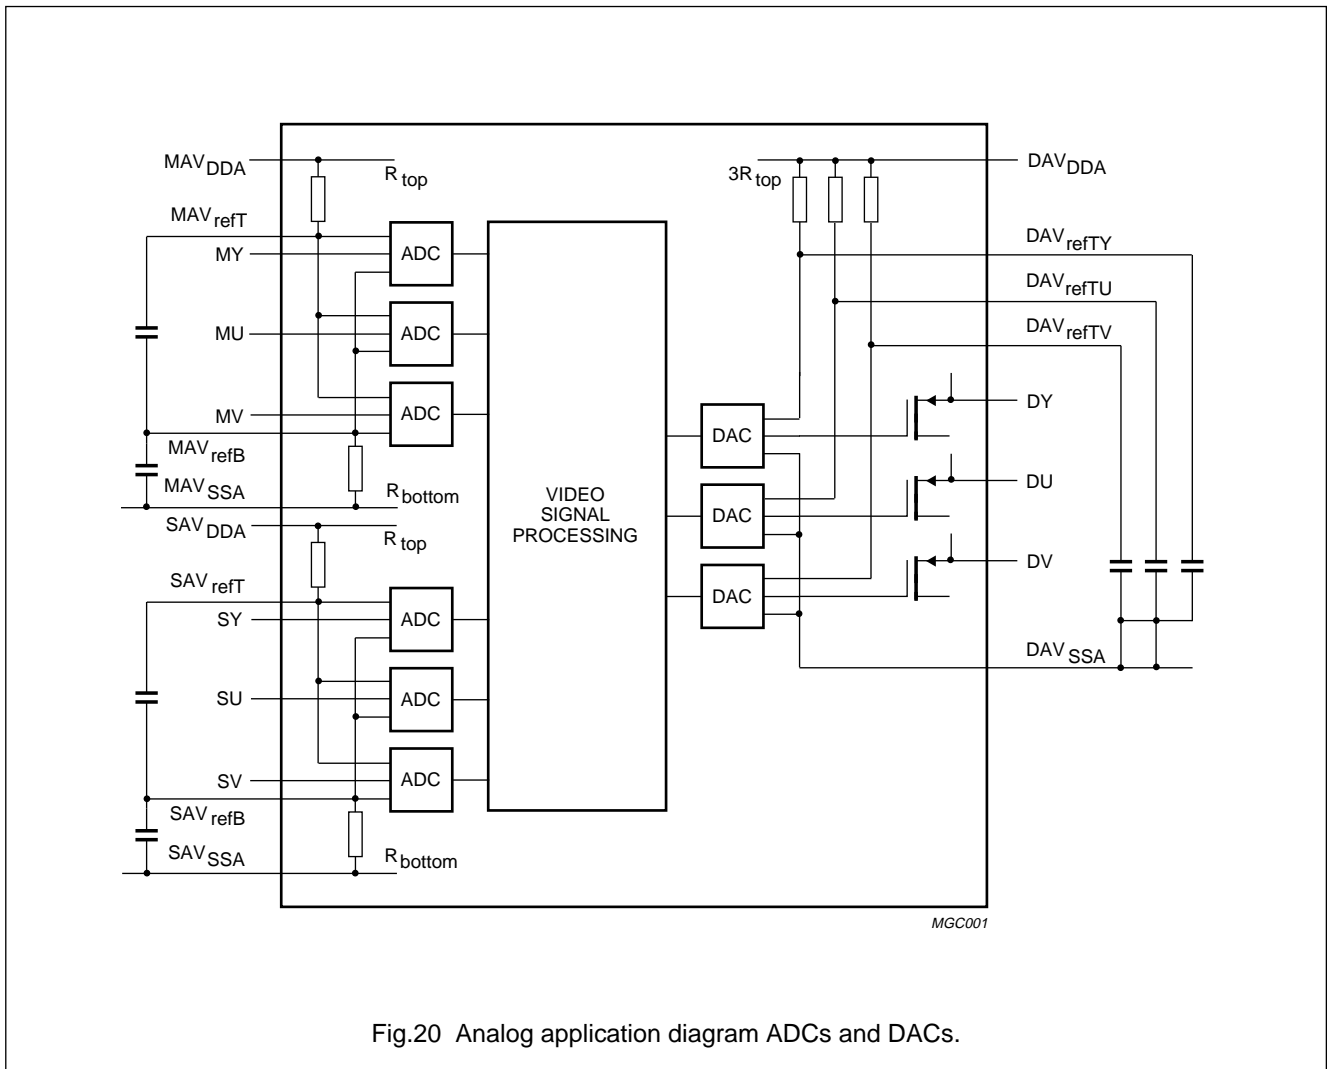 MAVDDA
Rtop
MAVrefT
MY
ADC
MU
ADC
MV
ADC
MAVrefB
MAVSSA
Rbottom
SAVDDA
Rtop
SAVrefT
SY
ADC
SU
ADC
SV
ADC
SAVrefB
SAVSSA
Rbottom
VIDEO
SIGNAL
PROCESSING
3Rtop
DAVDDA
DAVrefTY
DAVrefTU
DAVrefTV
DAC
DY
DAC
DU
DAC
DV
DAVSSA
MGC001
Fig.20 Analog application diagram ADCs and DACs.